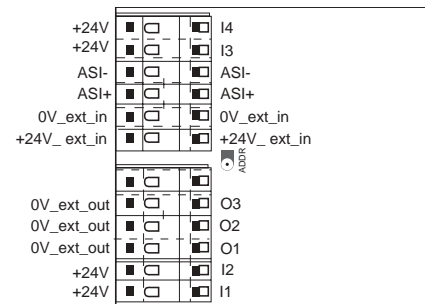 +24V I4
+24V I3
ASI- ASI-
ASI+ ASI+
0V_ext_in 0V_ext_in
+24V_ ext_in +24V_ ext_in
ADDR
0V_ext_out O3
0V_ext_out O2
0V_ext_out O1
+24V I2
+24V I1